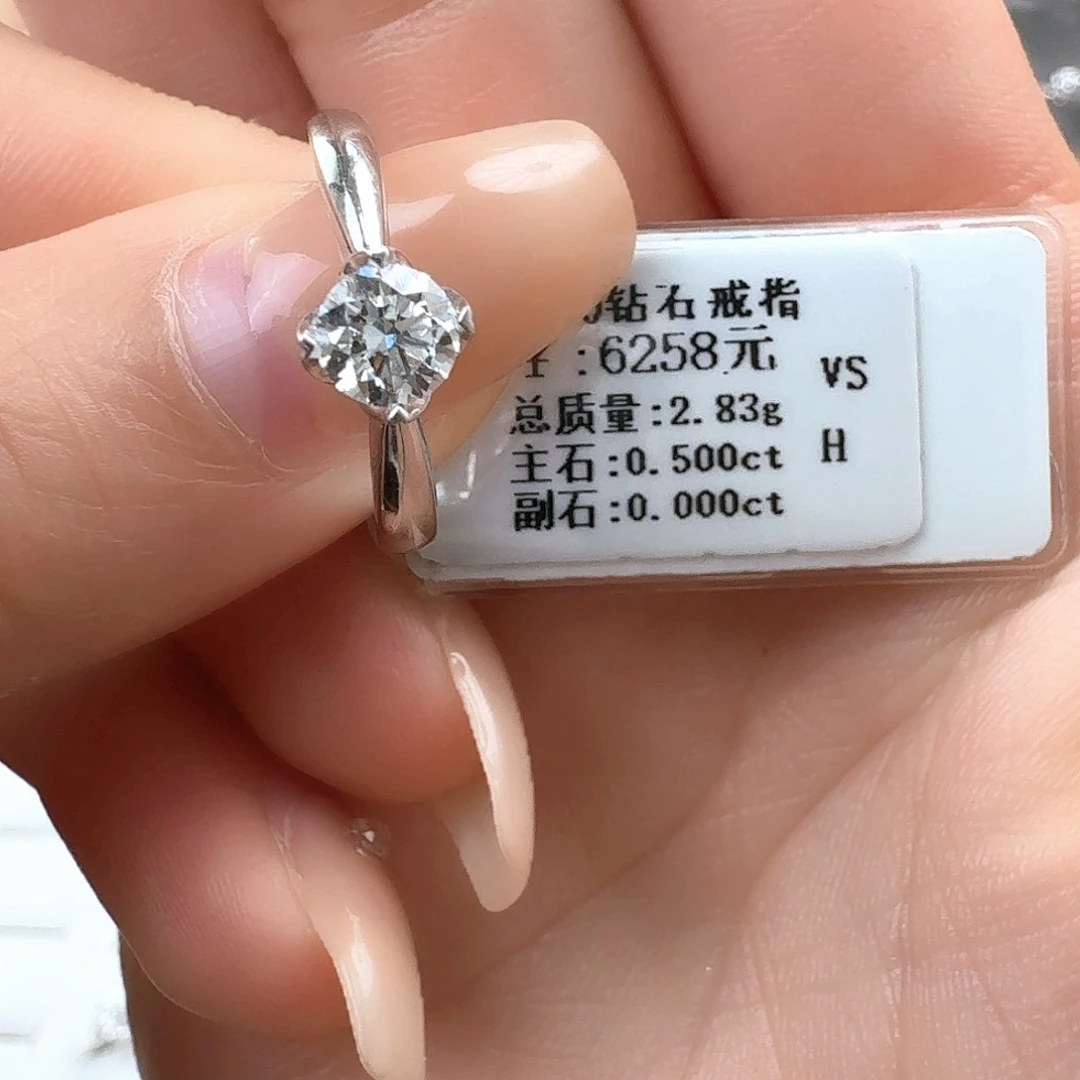 钻石戒指
:6258元
VS
总质量:2.83g
主石:0.500ct
H
副石:0.000ct